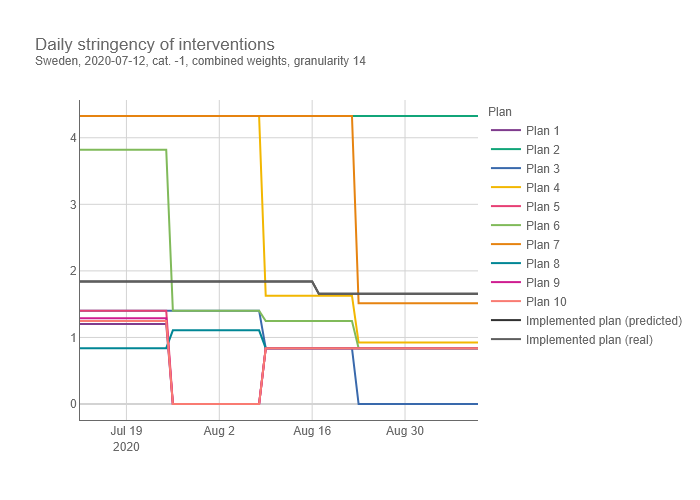 Daily stringency of interventions
Sweden, 2020-07-12, cat. -1, combined weights, granularity 14
Plan
Plan 1
Plan 2
Plan 3
Plan 4
Plan 5
Plan 6
Plan 7
Plan 8
Plan 9
Plan 10
Implemented plan (predicted)
Implemented plan (real)
4
3
2
1
0
Jul 19 Aug 2 Aug 16 Aug 30
2020